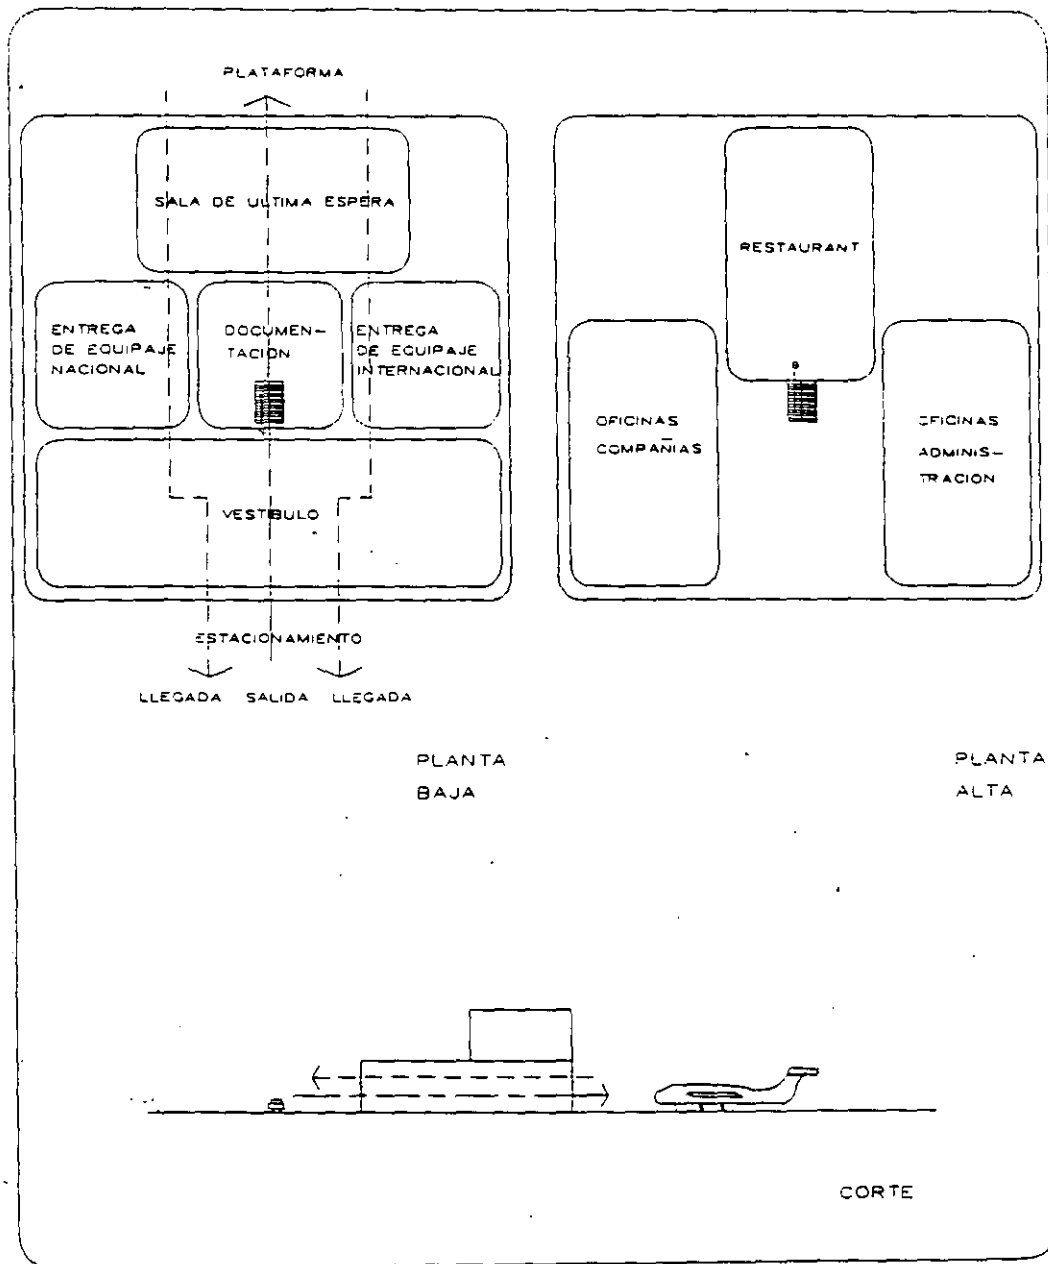 PLATAFORMA
SALA DE ULTIMA ESPERA
ENTREGA
DE EQUIPAJE
NACIONAL
DOCUMEN-
TACION
ENTREGA
DE EQUIPAJE
INTERNACIONAL
VESTIBULO
ESTACIONAMIENTO
LLEGADA SALIDA LLEGADA
PLANTA
BAJA
RESTAURANT
OFICINAS
COMPAÑIAS
OFICINAS
ADMINIS-
TRACION
PLANTA
ALTA
CORTE